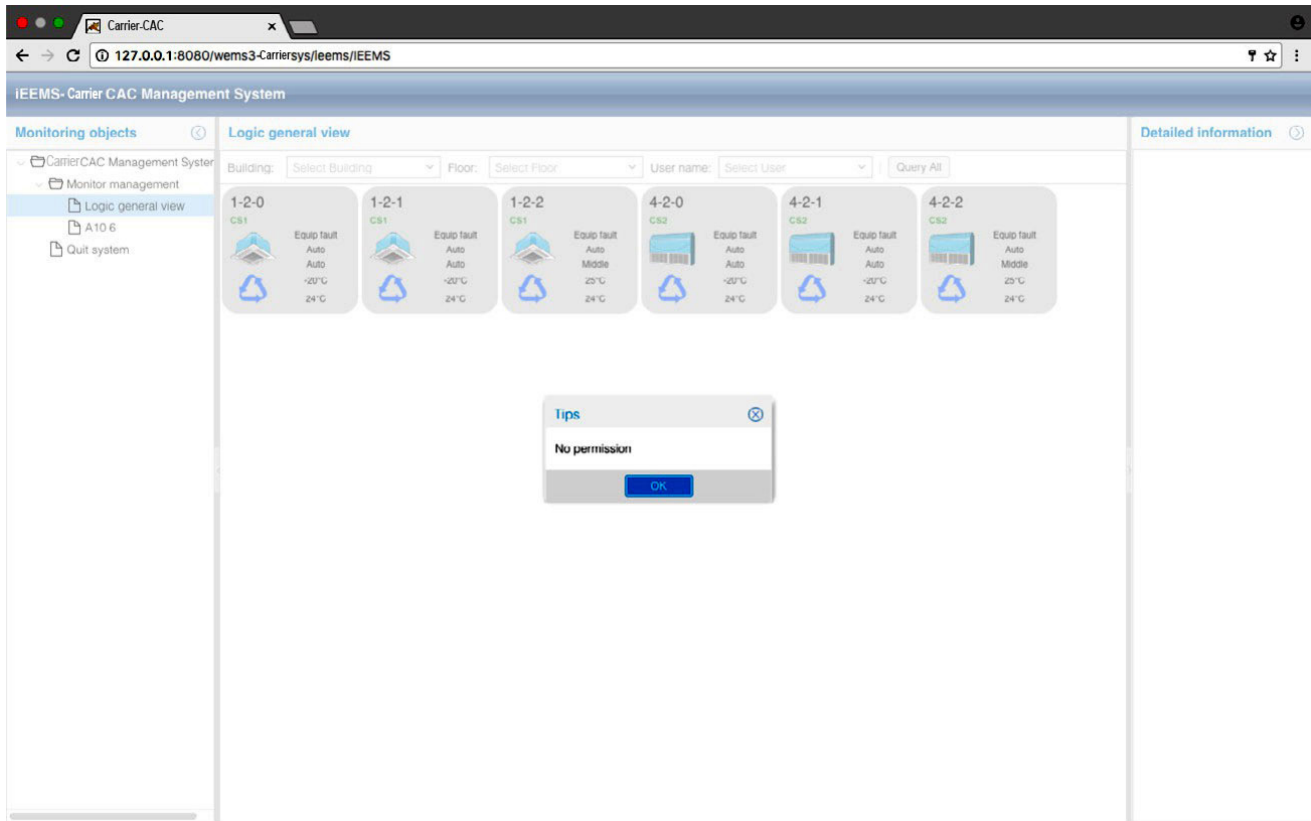 Carrier-CAC
127.0.0.1:8080/wems3-Carriersys/ieems/IEEMS
iEEMS- Carrier CAC Management System
Monitoring objects
Logic general view
Detailed information
Carrier CAC Management System
Monitor management
Logic general view
A10 6
Quit system
Building: Select Building Floor: Select Floor User name: Select User Query All
1-2-0
CS1
Equip fault
Auto
Auto
-20°C
24°C
1-2-1
CS1
Equip fault
Auto
Auto
-20°C
24°C
1-2-2
CS1
Equip fault
Auto
Middle
25°C
24°C
4-2-0
CS2
Equip fault
Auto
Auto
-20°C
24°C
4-2-1
CS2
Equip fault
Auto
Auto
-20°C
24°C
4-2-2
CS2
Equip fault
Auto
Middle
25°C
24°C
Tips
No permission
OK